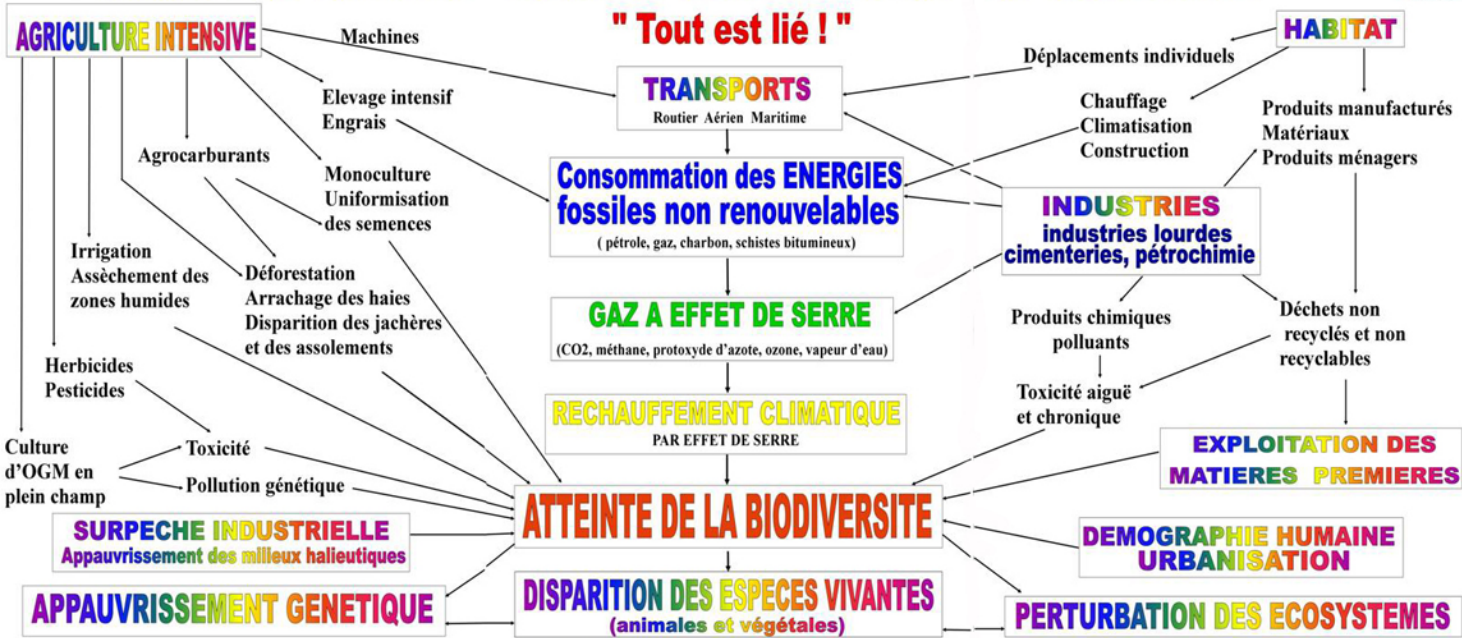 " Tout est lié ! "
AGRICULTURE INTENSIVE
Machines
Elevage intensif
Engrais
Agrocarburants
Monoculture
Uniformisation
des semences
Irrigation
Assèchement des
zones humides
Déforestation
Arrachage des haies
Disparition des jachères
et des assolements
Herbicides
Pesticides
Culture
d'OGM en
plein champ
Toxicité
Pollution génétique
SURPECHE INDUSTRIELLE
Appauvrissement des milieux halieutiques
APPAUVRISSEMENT GENETIQUE
TRANSPORTS
Routier Aérien Maritime
Consommation des ENERGIES
fossiles non renouvelables
( pétrole, gaz, charbon, schistes bitumineux)
GAZ A EFFET DE SERRE
(CO2, méthane, protoxyde d'azote, ozone, vapeur d'eau)
RECHAUFFEMENT CLIMATIQUE
PAR EFFET DE SERRE
ATTEINTE DE LA BIODIVERSITE
DISPARITION DES ESPECES VIVANTES
(animales et végétales)
HABITAT
Déplacements individuels
Chauffage
Climatisation
Construction
Produits manufacturés
Matériaux
Produits ménagers
INDUSTRIES
industries lourdes
cimenteries, pétrochimie
Produits chimiques
polluants
Déchets non
recyclés et non
recyclables
Toxicité aiguë
et chronique
EXPLOITATION DES
MATIERES PREMIERES
DEMOGRAPHIE HUMAINE
URBANISATION
PERTURBATION DES ECOSYSTEMES